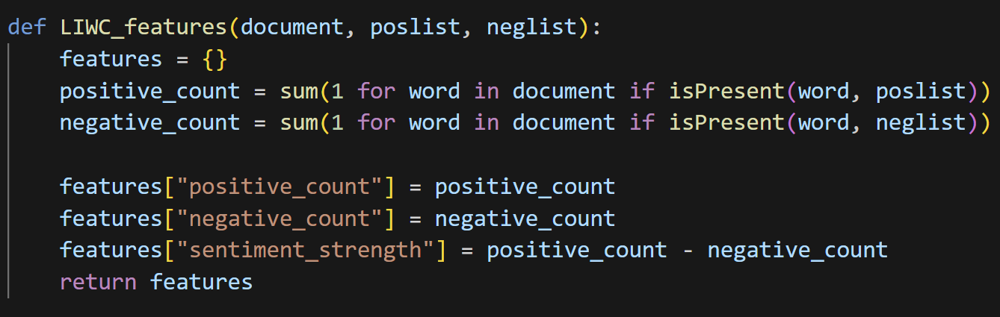 def LIWC_features(document, poslist, neglist):
    features = {}
    positive_count = sum(1 for word in document if isPresent(word, poslist))
    negative_count = sum(1 for word in document if isPresent(word, neglist))

    features["positive_count"] = positive_count
    features["negative_count"] = negative_count
    features["sentiment_strength"] = positive_count - negative_count
    return features